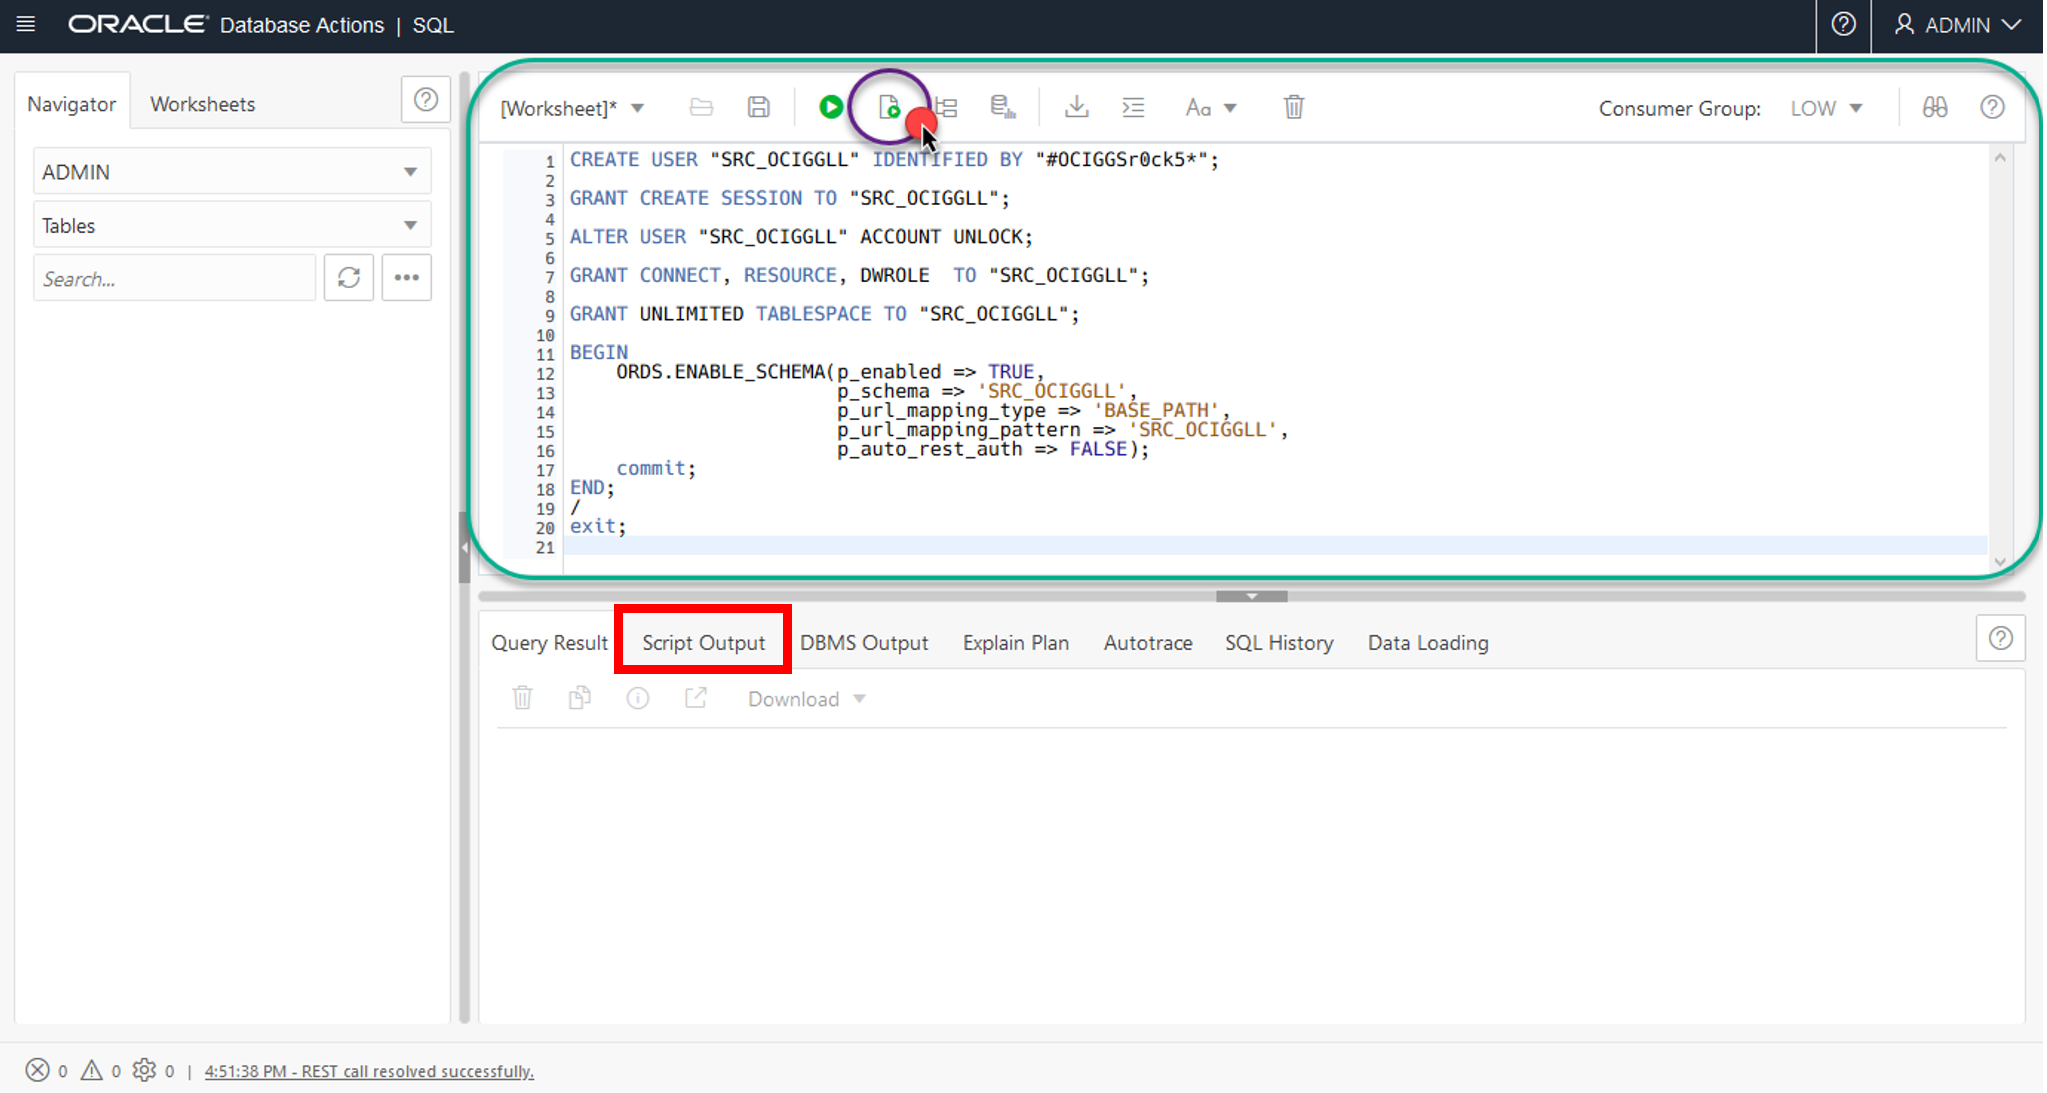 ORACLE Database Actions | SQL
ADMIN
Navigator
Worksheets
ADMIN
Tables
Search...
[Worksheet]*
Aa
Consumer Group: LOW
1 CREATE USER "SRC_OCIGGLL" IDENTIFIED BY "#OCIGGSr0ck5*";
2
3 GRANT CREATE SESSION TO "SRC_OCIGGLL";
4
5 ALTER USER "SRC_OCIGGLL" ACCOUNT UNLOCK;
6
7 GRANT CONNECT, RESOURCE, DWROLE  TO "SRC_OCIGGLL";
8
9 GRANT UNLIMITED TABLESPACE TO "SRC_OCIGGLL";
10
11 BEGIN
12     ORDS.ENABLE_SCHEMA(p_enabled => TRUE,
13                        p_schema => 'SRC_OCIGGLL',
14                        p_url_mapping_type => 'BASE_PATH',
15                        p_url_mapping_pattern => 'SRC_OCIGGLL',
16                        p_auto_rest_auth => FALSE);
17     commit;
18 END;
19 /
20 exit;
21
Query Result
Script Output
DBMS Output
Explain Plan
Autotrace
SQL History
Data Loading
Download
0 0 0 | 4:51:38 PM - REST call resolved successfully.